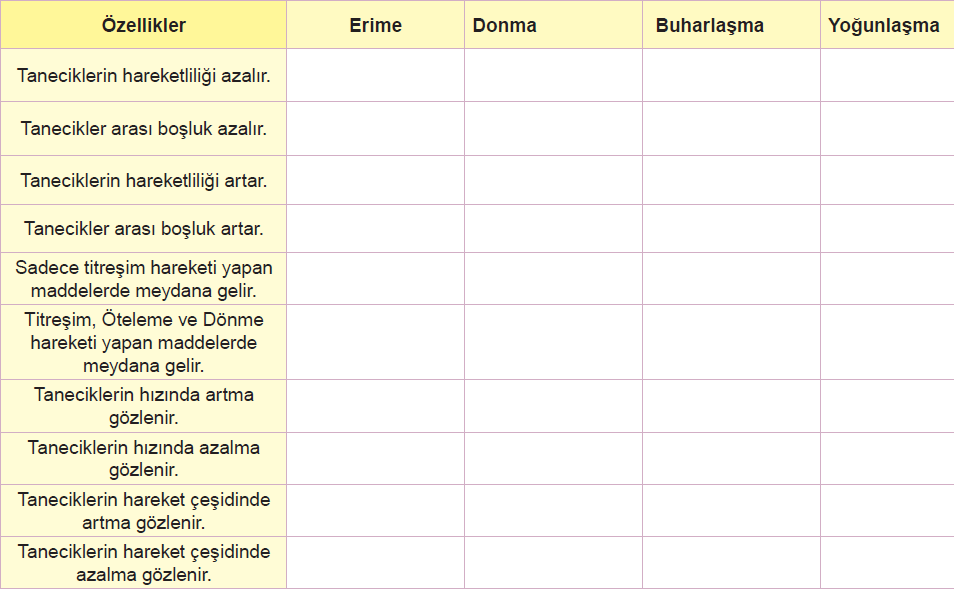 Özellikler Erime Donma Buharlaşma Yoğunlaşma
Taneciklerin hareketliliği azalır.
Tanecikler arası boşluk azalır.
Taneciklerin hareketliliği artar.
Tanecikler arası boşluk artar.
Sadece titreşim hareketi yapan
maddelerde meydana gelir.
Titreşim, Öteleme ve Dönme
hareketi yapan maddelerde
meydana gelir.
Taneciklerin hızında artma
gözlenir.
Taneciklerin hızında azalma
gözlenir.
Taneciklerin hareket çeşidinde
artma gözlenir.
Taneciklerin hareket çeşidinde
azalma gözlenir.